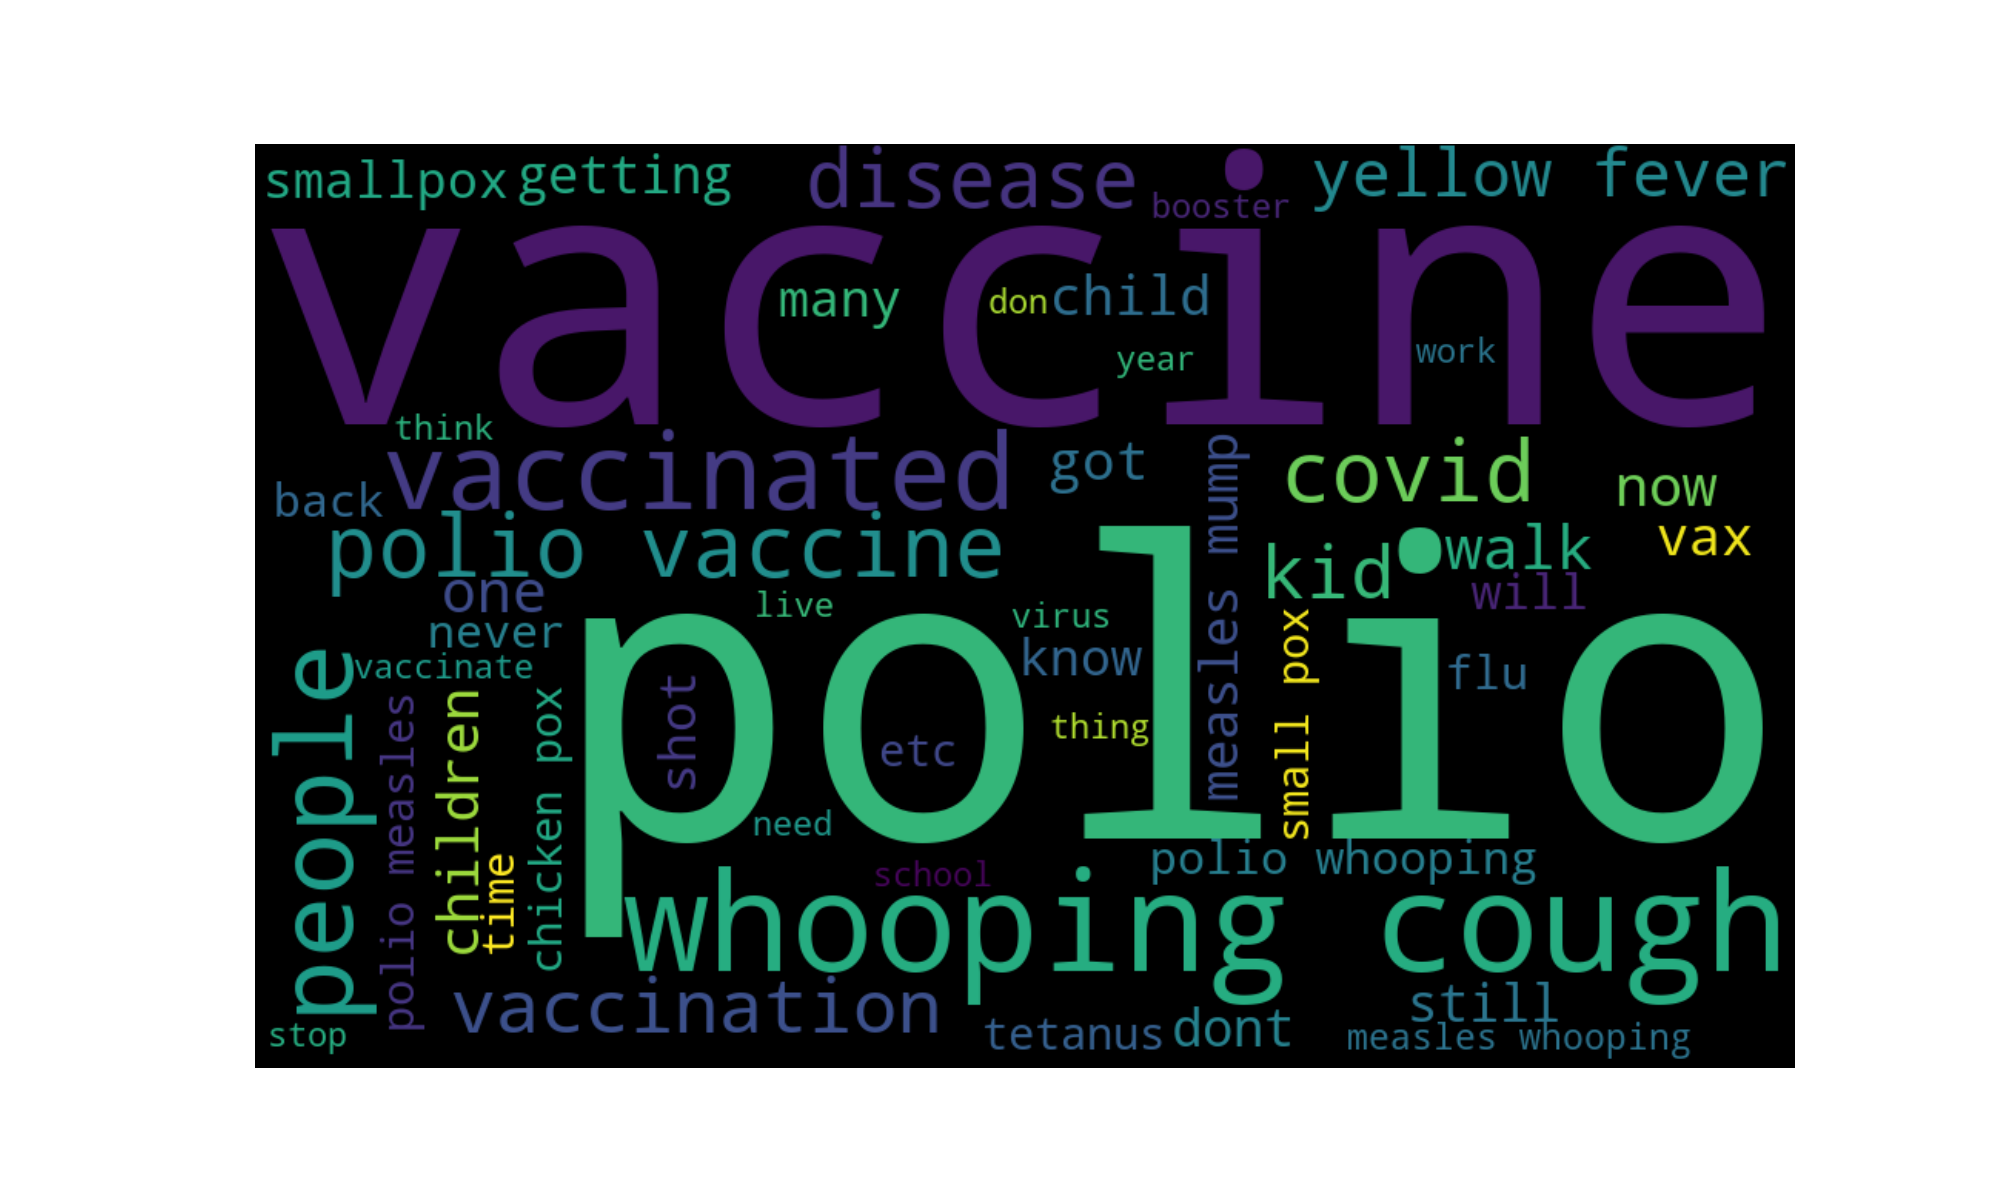 smallpox
getting
disease
booster
yellow fever
vaccine
many
don
child
year
work
think
vaccinated
got
covid
now
back
polio vaccine
measles mump
kid
walk
vax
one
will
never
live
virus
know
vaccinate
people
polio measles
children
time
chicken pox
shot
polio
etc
thing
small pox
flu
need
school
polio whooping
whooping cough
vaccination
tetanus
dont
still
stop
measles whooping